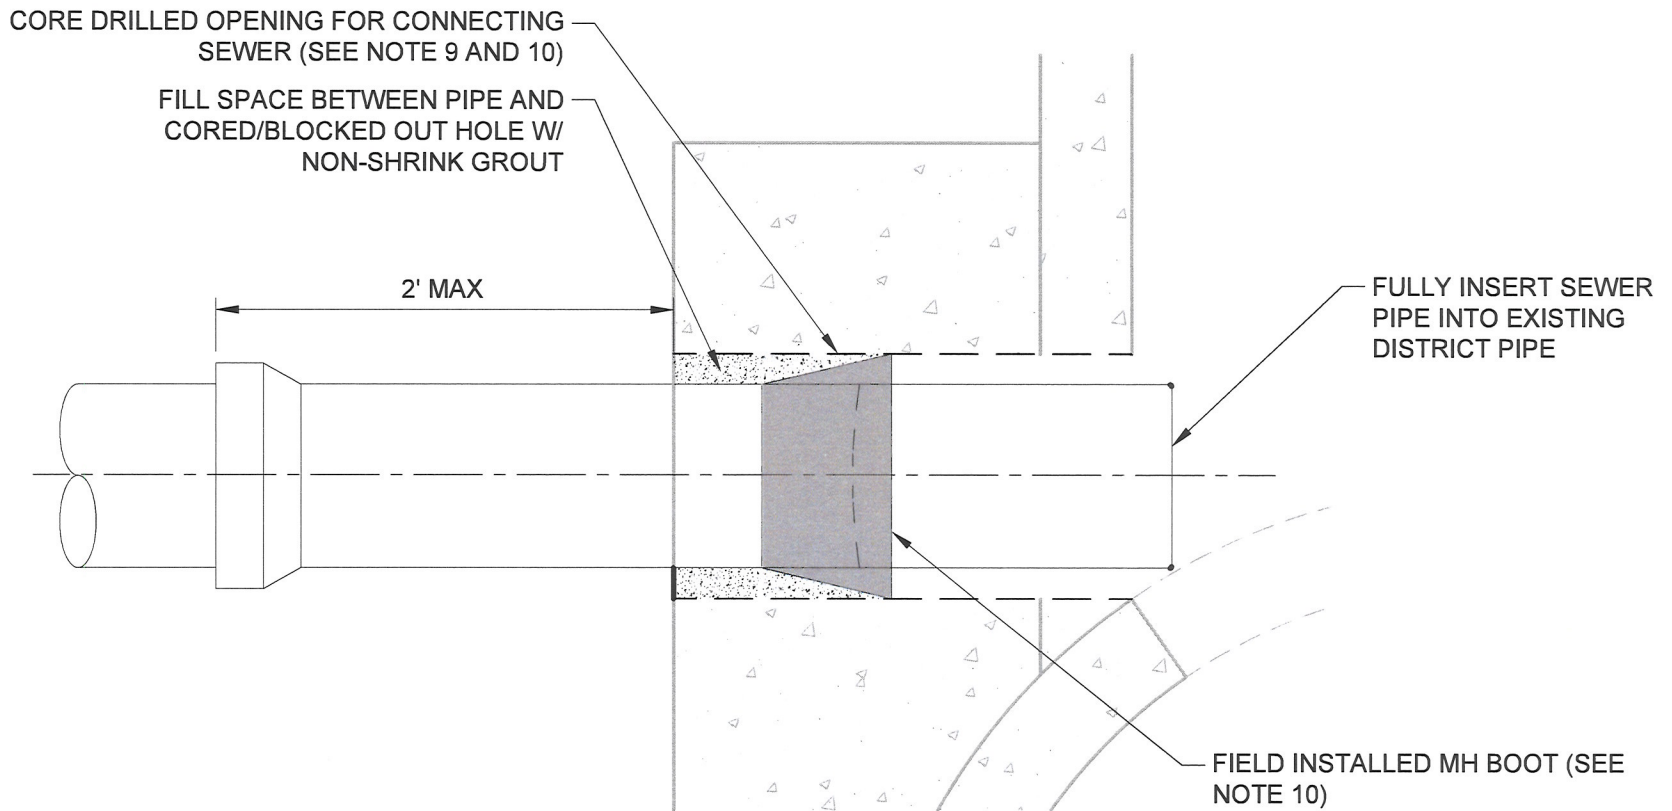 CORE DRILLED OPENING FOR CONNECTING
SEWER (SEE NOTE 9 AND 10)
FILL SPACE BETWEEN PIPE AND
CORED/BLOCKED OUT HOLE W/
NON-SHRINK GROUT
2' MAX
FULLY INSERT SEWER
PIPE INTO EXISTING
DISTRICT PIPE
FIELD INSTALLED MH BOOT (SEE
NOTE 10)